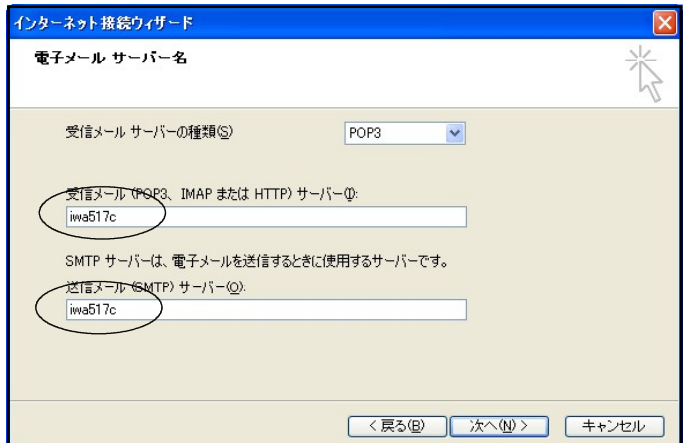 インターネット接続ウィザード
電子メール サーバー名
受信メール サーバーの種類(S)
POP3
受信メール (POP3、IMAP または HTTP) サーバー(I):
iwa517c
SMTP サーバーは、電子メールを送信するときに使用するサーバーです。
送信メール (SMTP) サーバー(O):
iwa517c
< 戻る(B) 次へ(N) > キャンセル